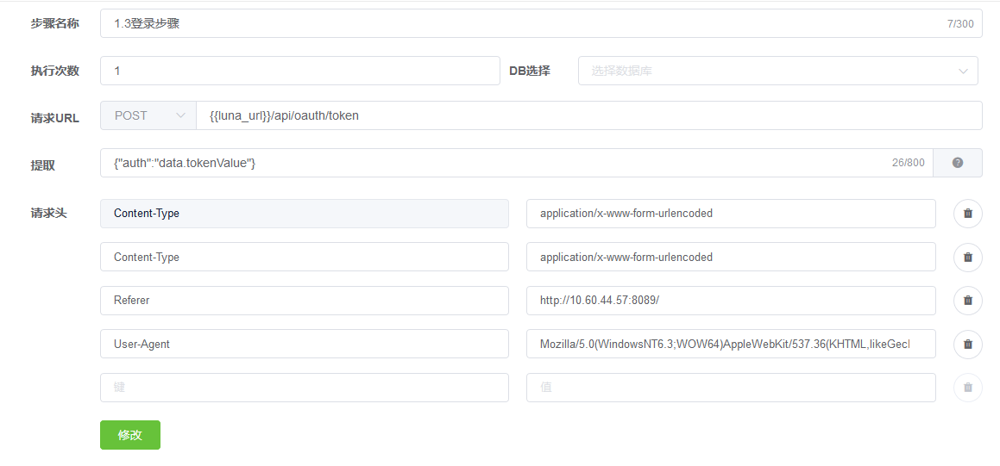 步骤名称 1.3登录步骤 7/300
执行次数 1 DB选择 选择数据库
请求URL POST {{luna_url}}/api/oauth/token
提取 {"auth":"data.tokenValue"} 26/800 ?
请求头 Content-Type application/x-www-form-urlencoded
Content-Type application/x-www-form-urlencoded
Referer http://10.60.44.57:8089/
User-Agent Mozilla/5.0(WindowsNT6.3;WOW64)AppleWebKit/537.36(KHTML,likeGecl
键 值
修改